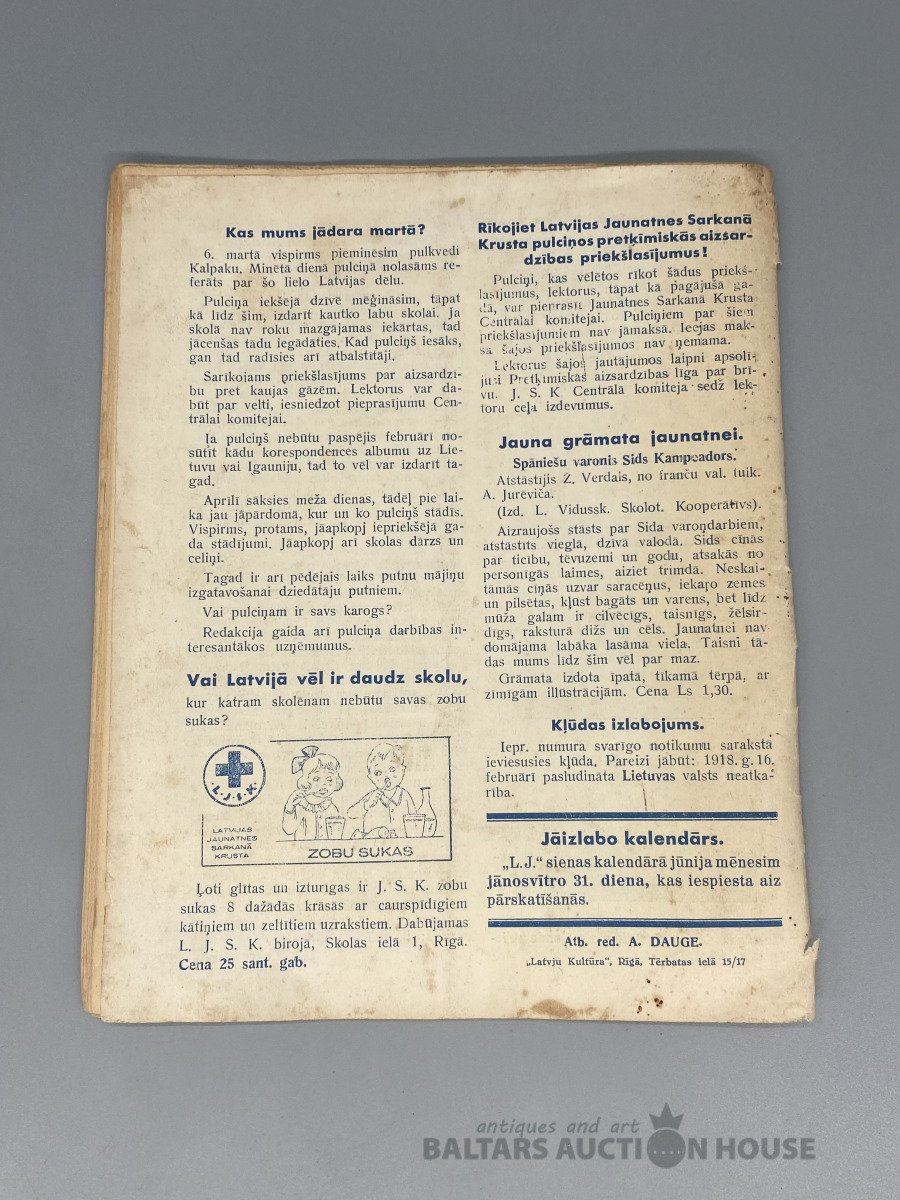 Kas mums jādara martā?
6. martā vispirms pieminēsim pulkvedi
Kalpaku. Minētā dienā pulciņā nolasāms re-
ferāts par šo lielo Latvijas dēlu.
Pulciņa iekšējā dzīvē mēģināsim, tāpat
kā līdz šim, izdarīt kautko labu skolai. Ja
skolā nav roku mazgājamas iekārtas, tad
jācenšas tādu iegādāties. Kad pulciņš iesāks,
gan tad radīsies arī atbalstītāji.
Sarīkojams priekšlasījums par aizsardzī-
bu pret kaujas gāzēm. Lektorus var da-
būt par velti, iesniedzot pieprasījumu Cen-
trālai komitejai.
Ja pulciņš nebūtu paspējis februārī no-
sūtīt kādu korespondences albumu uz Lie-
tuvu vai Igauniju, tad to vēl var izdarīt ta-
gad.
Aprīlī sāksies meža dienas, tādēļ pie lai-
ka jau jāpārdomā, kur un ko pulciņš stādīs.
Vispirms, protams, jāapkopj iepriekšējā ga-
da stādījumi. Jāapkopj arī skolas dārzs un
celiņi.
Tagad ir arī pēdējais laiks putnu mājiņu
izgatavošanai dziedātāju putniem.
Vai pulciņam ir savs karogs?
Redakcija gaida arī pulciņa darbības in-
teresantākos uzņēmumus.
Vai Latvijā vēl ir daudz skolu,
kur katram skolēnam nebūtu savas zobu
sukas?
L.J.S.K.
LATVIJAS
JAUNATNES
SARKANĀ
KRUSTA
ZOBU SUKAS
Ļoti glītas un izturīgas ir J. S. K. zobu
sukas 8 dažādās krāsās ar caurspīdīgiem
kātiņiem un zeltītiem uzrakstiem. Dabūjamas
L. J. S. K. birojā, Skolas ielā 1, Rīgā.
Cena 25 sant. gab.
Rīkojiet Latvijas Jaunatnes Sarkanā
Krusta pulciņos pretķīmiskās aizsar-
dzības priekšlasījumus!
Pulciņi, kas vēlētos rīkot šādus priekš-
lasījumus, lektorus, tāpat kā pagājušā ga-
dā, var pieprasīt Jaunatnes Sarkanā Krusta
Centrālai komitejai. Pulciņiem par šiem
priekšlasījumiem nav jāmaksā. Ieejas mak-
sa šajos priekšlasījumos nav ņemama.
Lektorus šajos jautājumos laipni apsolī-
jusi Pretķīmiskās aizsardzības līga par brī-
vu. J. S. K Centrālā komiteja sedz lek-
toru ceļa izdevumus.
Jauna grāmata jaunatnei.
Spāniešu varonis Sids Kampeadors.
Atstāstījis Z. Verdais, no franču val. tulk.
A. Jurēviča.
(Izd. L. Vidussk. Skolot. Kooperātīvs).
Aizraujošs stāsts par Sida varoņdarbiem,
atstāstīts vieglā, dzīvā valodā. Sids cīnās
par ticību, tēvuzemi un godu, atsakās no
personīgās laimes, aiziet trimdā. Neskai-
tāmās cīņās uzvar saracēņus, iekaŗo zemes
un pilsētas, kļūst bagāts un varens, bet līdz
mūža galam ir cilvēcīgs, taisnīgs, žēlsir-
dīgs, raksturā dižs un cēls. Jaunatnei nav
domājama labāka lasāma viela. Taisni tā-
das mums līdz šim vēl par maz.
Grāmata izdota īpatā, tīkamā tērpā, ar
zīmīgām illūstrācijām. Cena Ls 1,30.
Kļūdas izlabojums.
Iepr. numura svarīgo notikumu sarakstā
ieviesusies kļūda. Pareizi jābūt: 1918. g. 16.
februārī pasludināta Lietuvas valsts neatka-
rība.
Jāizlabo kalendārs.
„L. J.“ sienas kalendārā jūnija mēnesim
jānosvītro 31. diena, kas iespiesta aiz
pārskatīšanās.
Atb. red. A. DAUGE.
„Latvju Kultūra“, Rīgā, Tērbatas ielā 15/17
antiques and art
BALTARS AUCTION HOUSE